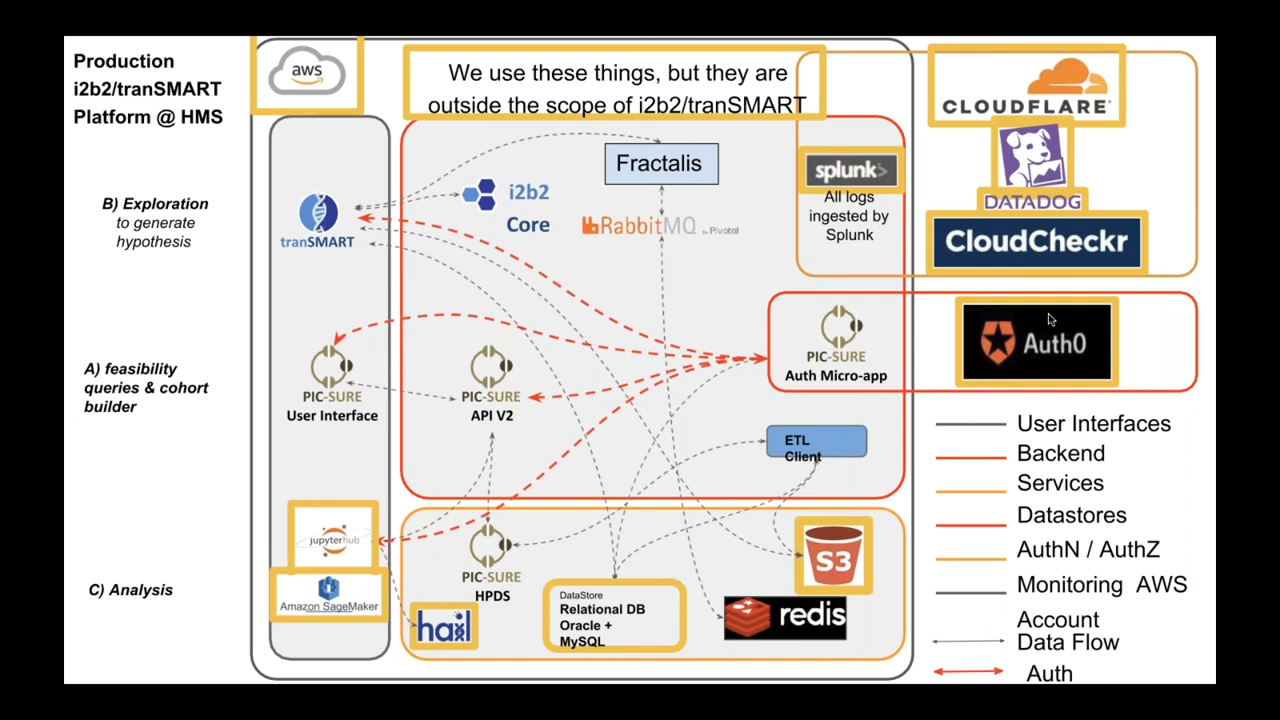 Production
i2b2/tranSMART
Platform @ HMS
aws
We use these things, but they are
outside the scope of i2b2/tranSMART
CLOUDFLARE
DATADOG
CloudCheckr
splunk>
All logs
ingested by
Splunk
Fractalis
i2b2
Core
RabbitMQ by Pivotal
B) Exploration
to generate
hypothesis
tranSMART
PIC-SURE
Auth Micro-app
Auth0
A) feasibility
queries & cohort
builder
PIC-SURE
User Interface
PIC-SURE
API V2
ETL
Client
C) Analysis
jupyterhub
Amazon SageMaker
PIC-SURE
HPDS
hail
DataStore
Relational DB
Oracle +
MySQL
S3
redis
User Interfaces
Backend
Services
Datastores
AuthN / AuthZ
Monitoring AWS
Account
Data Flow
Auth